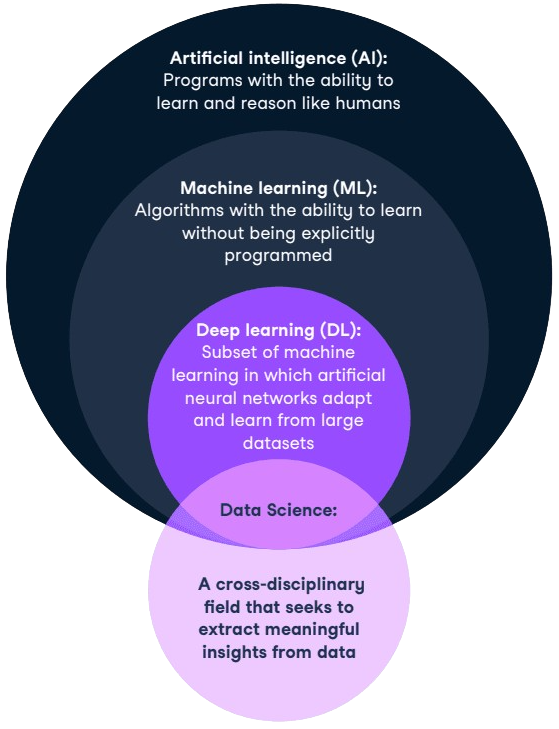 Artificial intelligence (AI):
Programs with the ability to
learn and reason like humans
Machine learning (ML):
Algorithms with the ability to learn
without being explicitly
programmed
Deep learning (DL):
Subset of machine
learning in which artificial
neural networks adapt
and learn from large
datasets
Data Science:
A cross-disciplinary
field that seeks to
extract meaningful
insights from data